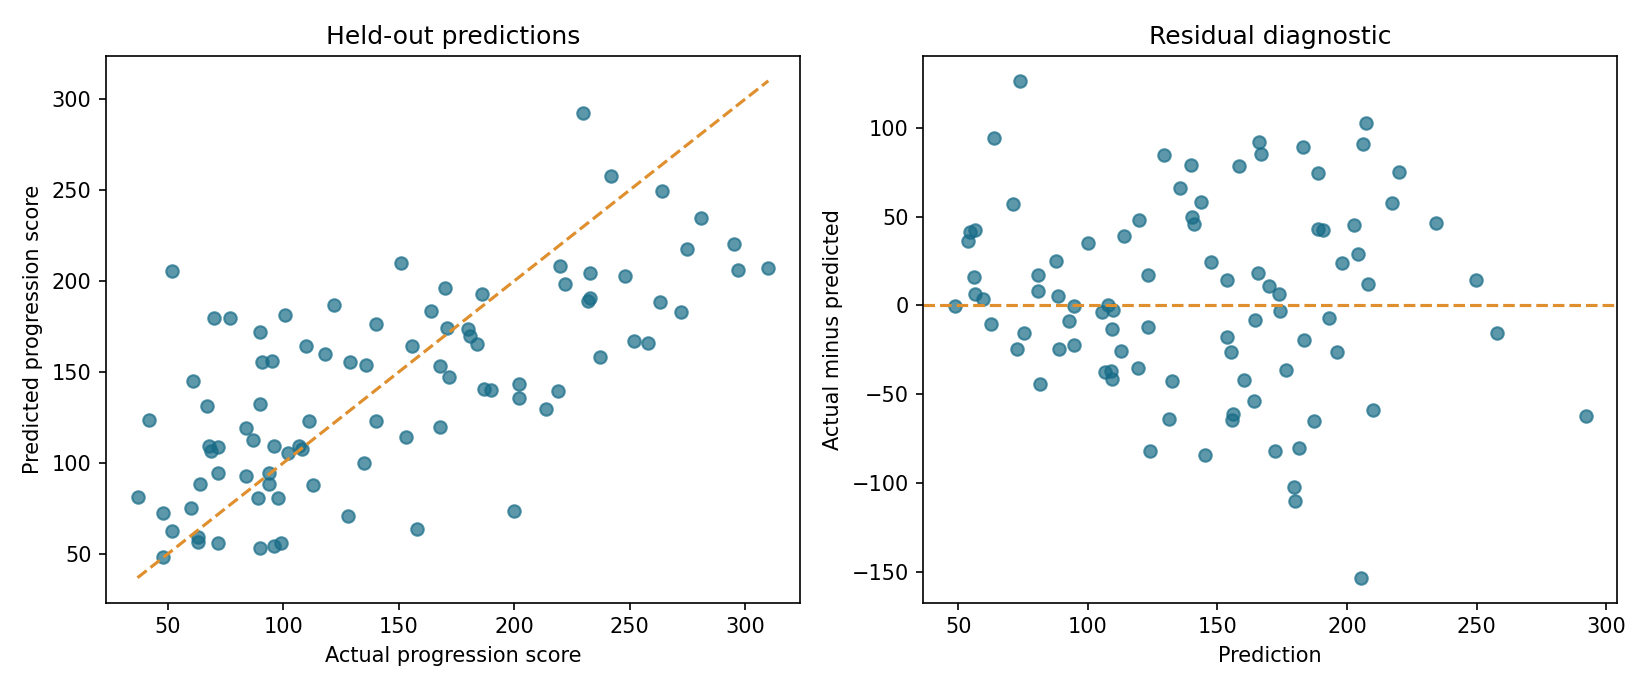 Held-out predictions
Predicted progression score
300
250
200
150
100
50
50 100 150 200 250 300
Actual progression score
Residual diagnostic
Actual minus predicted
100
50
0
−50
−100
−150
50 100 150 200 250 300
Prediction